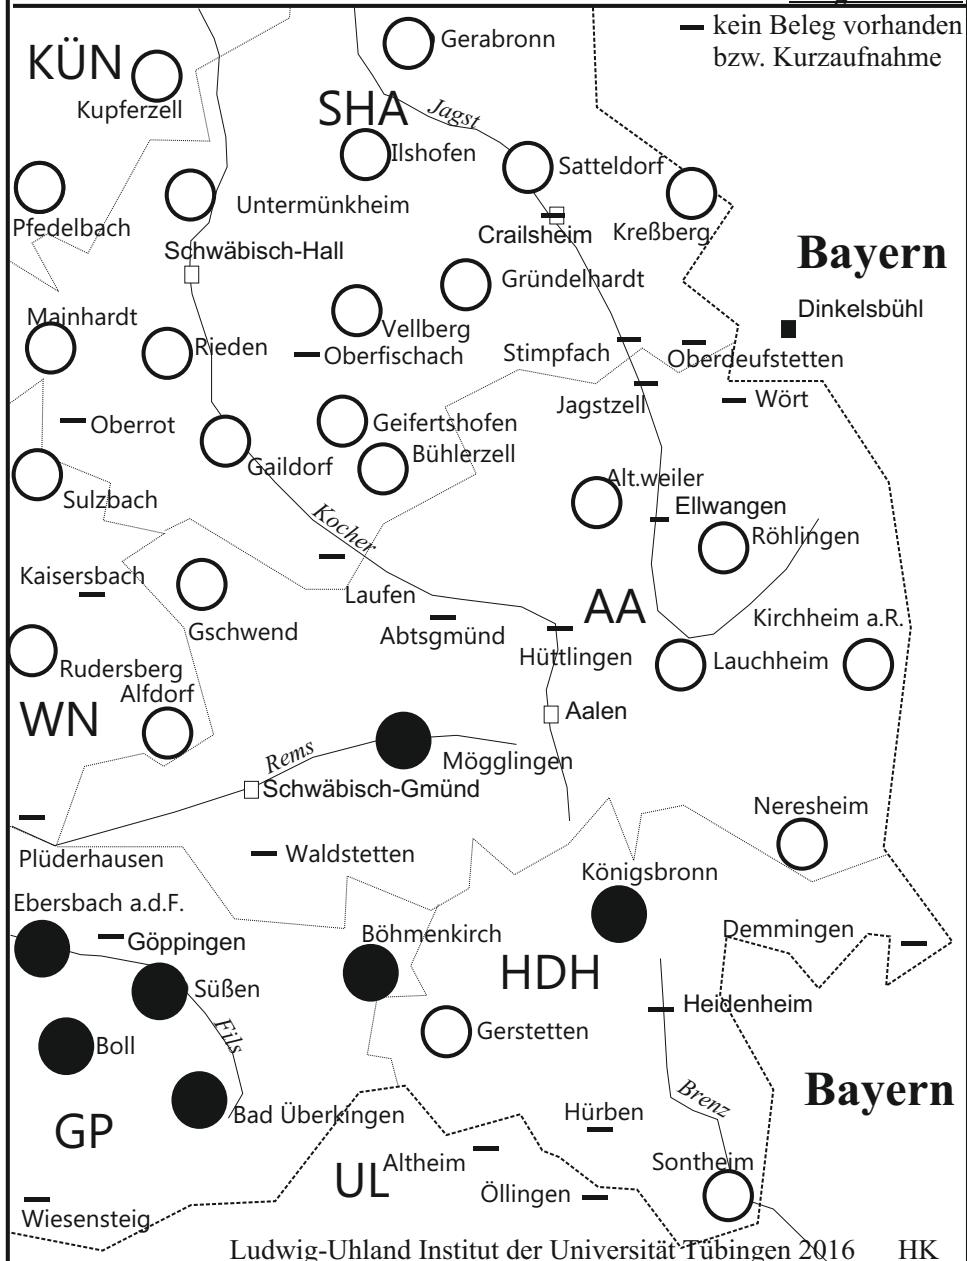 kein Beleg vorhanden
bzw. Kurzaufnahme
Gerabronn
KÜN
Kupferzell
SHA
Jagst
Ilshofen
Satteldorf
Pfedelbach
Untermünkheim
Kreßberg
Crailsheim
Schwäbisch-Hall
Bayern
Gründelhardt
Dinkelsbühl
Mainhardt
Vellberg
Rieden
Oberfischach
Stimpfach
Oberdeufstetten
Jagstzell
Wört
Oberrot
Geifertshofen
Bühlerzell
Gaildorf
Alt.weiler
Sulzbach
Ellwangen
Kocher
Röhlingen
Kaisersbach
Laufen
AA
Kirchheim a.R.
Gschwend
Abtsgmünd
Hüttlingen
Lauchheim
Rudersberg
Alfdorf
WN
Aalen
Rems
Mögglingen
Schwäbisch-Gmünd
Neresheim
Plüderhausen
Waldstetten
Königsbronn
Ebersbach a.d.F.
Göppingen
Böhmenkirch
Demmingen
HDH
Süßen
Heidenheim
Fils
Boll
Gerstetten
Bayern
Brenz
Bad Überkingen
Hürben
GP
Altheim
Sontheim
UL
Öllingen
Wiesensteig
Ludwig-Uhland Institut der Universität Tübingen 2016 HK